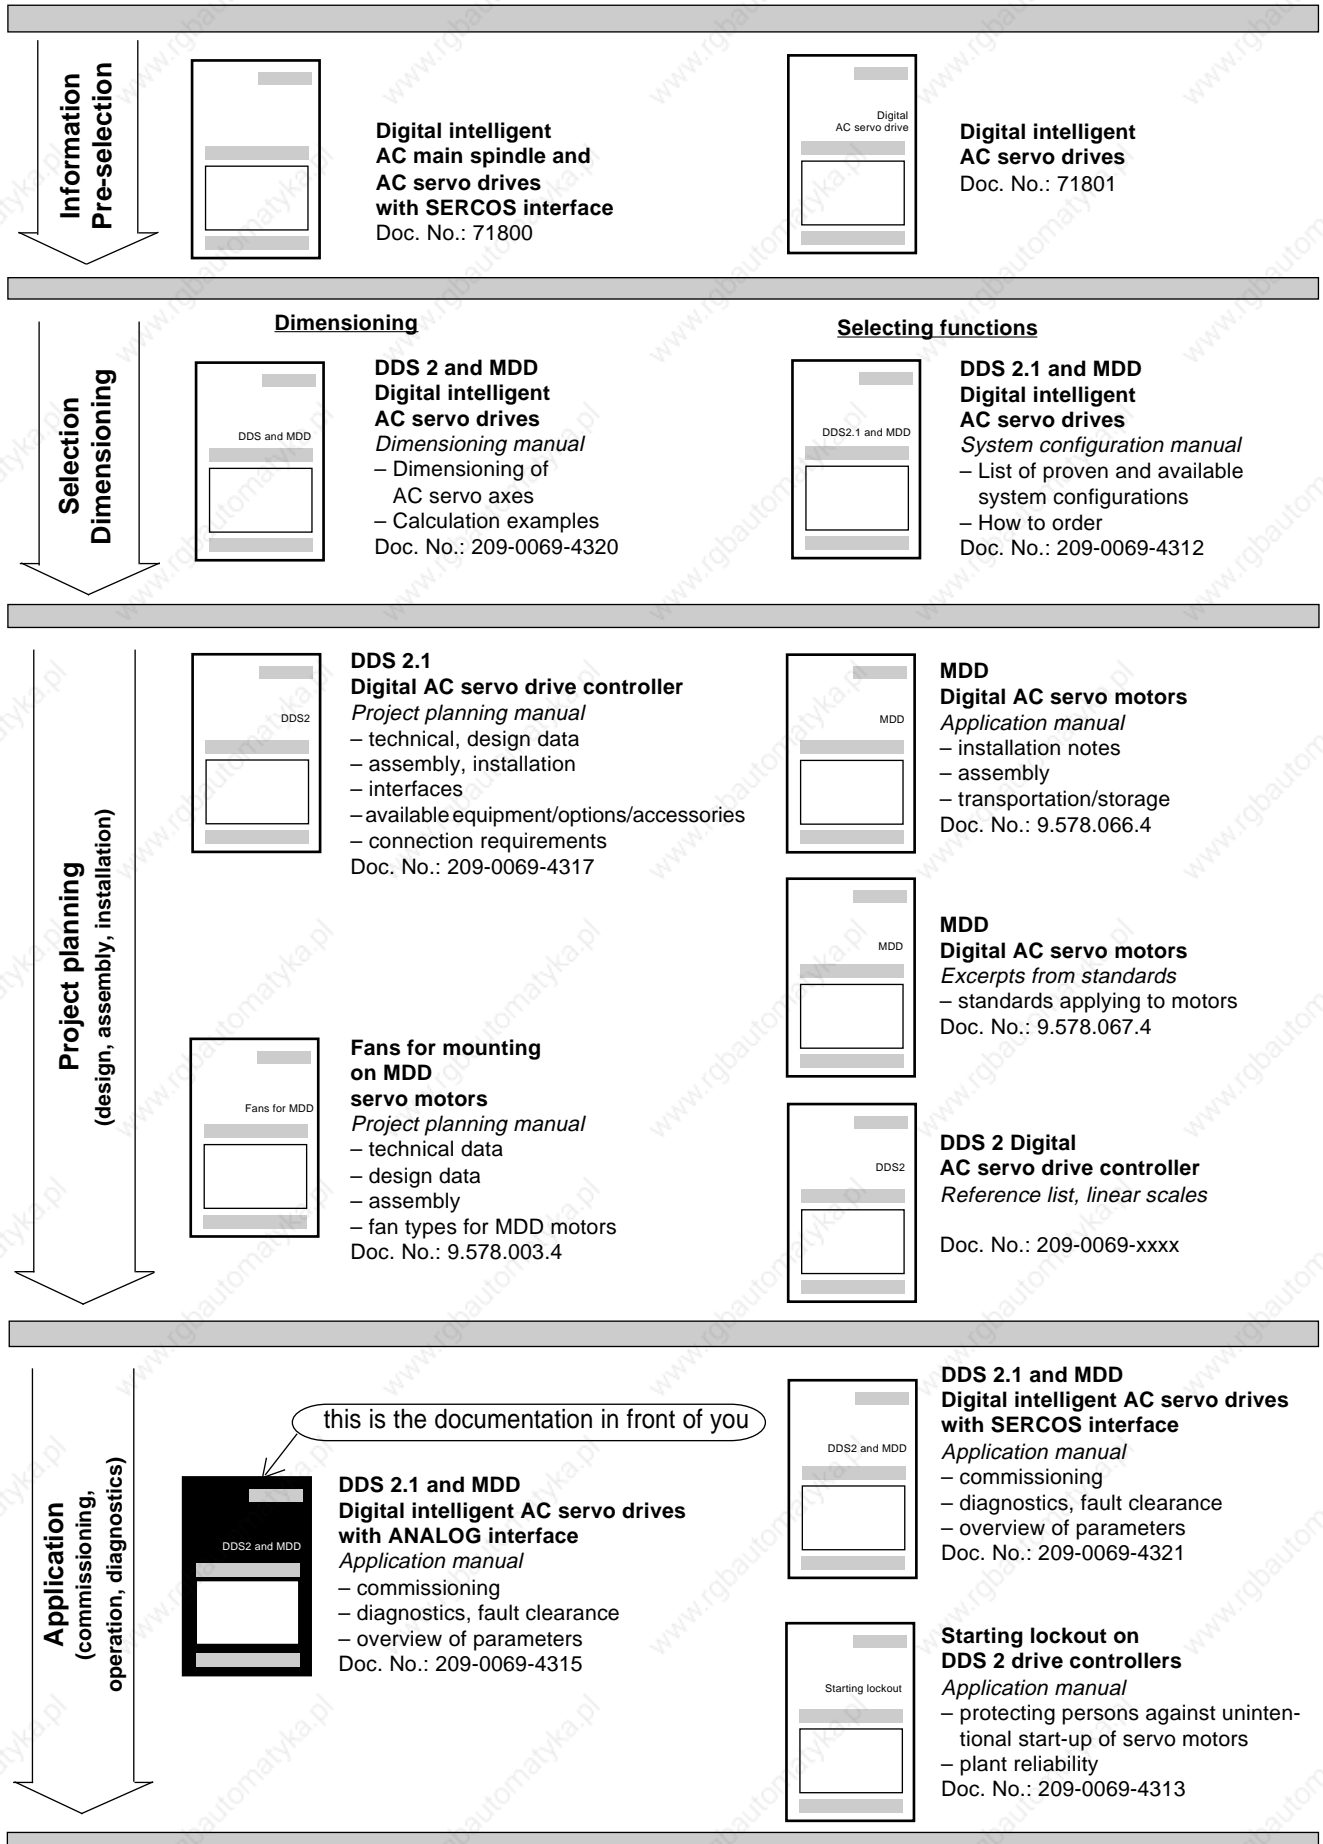 Information
Pre-selection
Digital intelligent
AC main spindle and
AC servo drives
with SERCOS interface
Doc. No.: 71800
Digital
AC servo drive
Digital intelligent
AC servo drives
Doc. No.: 71801
Selection
Dimensioning
Dimensioning
DDS and MDD
DDS 2 and MDD
Digital intelligent
AC servo drives
Dimensioning manual
– Dimensioning of
AC servo axes
– Calculation examples
Doc. No.: 209-0069-4320
Selecting functions
DDS2.1 and MDD
DDS 2.1 and MDD
Digital intelligent
AC servo drives
System configuration manual
– List of proven and available
system configurations
– How to order
Doc. No.: 209-0069-4312
Project planning
(design, assembly, installation)
DDS2
DDS 2.1
Digital AC servo drive controller
Project planning manual
– technical, design data
– assembly, installation
– interfaces
– available equipment/options/accessories
– connection requirements
Doc. No.: 209-0069-4317
MDD
MDD
Digital AC servo motors
Application manual
– installation notes
– assembly
– transportation/storage
Doc. No.: 9.578.066.4
MDD
MDD
Digital AC servo motors
Excerpts from standards
– standards applying to motors
Doc. No.: 9.578.067.4
Fans for MDD
Fans for mounting
on MDD
servo motors
Project planning manual
– technical data
– design data
– assembly
– fan types for MDD motors
Doc. No.: 9.578.003.4
DDS2
DDS 2 Digital
AC servo drive controller
Reference list, linear scales
Doc. No.: 209-0069-xxxx
Application
(commissioning,
operation, diagnostics)
this is the documentation in front of you
DDS2 and MDD
DDS 2.1 and MDD
Digital intelligent AC servo drives
with ANALOG interface
Application manual
– commissioning
– diagnostics, fault clearance
– overview of parameters
Doc. No.: 209-0069-4315
DDS2 and MDD
DDS 2.1 and MDD
Digital intelligent AC servo drives
with SERCOS interface
Application manual
– commissioning
– diagnostics, fault clearance
– overview of parameters
Doc. No.: 209-0069-4321
Starting lockout
Starting lockout on
DDS 2 drive controllers
Application manual
– protecting persons against uninten-
tional start-up of servo motors
– plant reliability
Doc. No.: 209-0069-4313
www.rgbautomatyka.pl